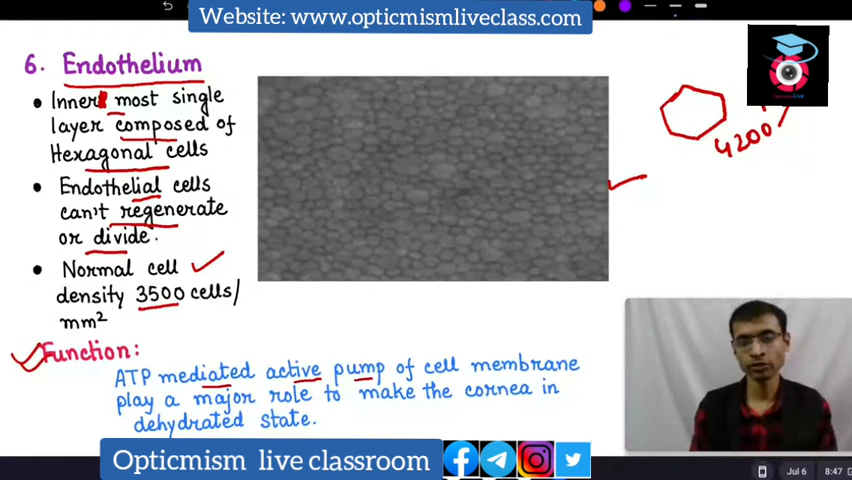 Website: www.opticmismliveclass.com
6. Endothelium
• Inner most single
layer composed of
Hexagonal cells
4200
• Endothelial cells
can't regenerate
or divide.
• Normal cell
density 3500 cells/
mm²
Function:
ATP mediated active pump of cell membrane
play a major role to make the cornea in
dehydrated state.
Opticmism live classroom
Jul 6
8:47